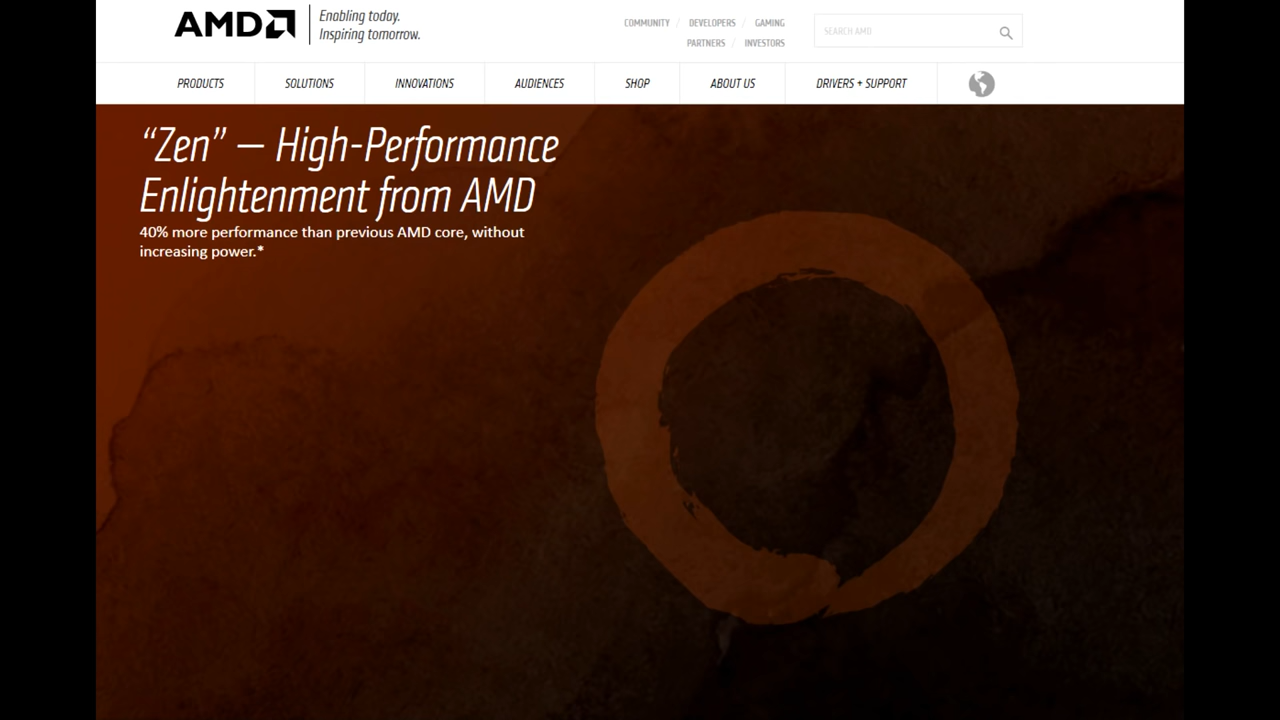 AMD
Enabling today.
Inspiring tomorrow.
COMMUNITY / DEVELOPERS / GAMING
PARTNERS / INVESTORS
SEARCH AMD
PRODUCTS
SOLUTIONS
INNOVATIONS
AUDIENCES
SHOP
ABOUT US
DRIVERS + SUPPORT
“Zen” — High-Performance
Enlightenment from AMD
40% more performance than previous AMD core, without
increasing power.*